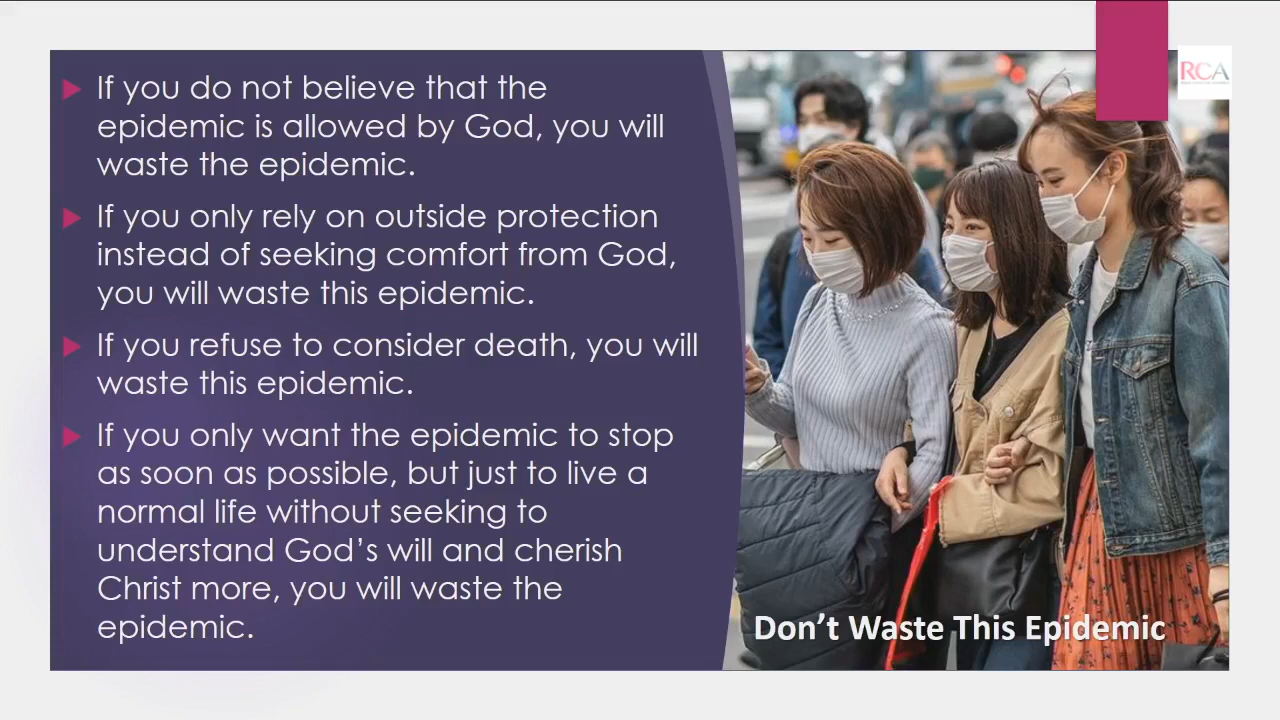 If you do not believe that the
epidemic is allowed by God, you will
waste the epidemic.
If you only rely on outside protection
instead of seeking comfort from God,
you will waste this epidemic.
If you refuse to consider death, you will
waste this epidemic.
If you only want the epidemic to stop
as soon as possible, but just to live a
normal life without seeking to
understand God’s will and cherish
Christ more, you will waste the
epidemic.
RCA
Don’t Waste This Epidemic